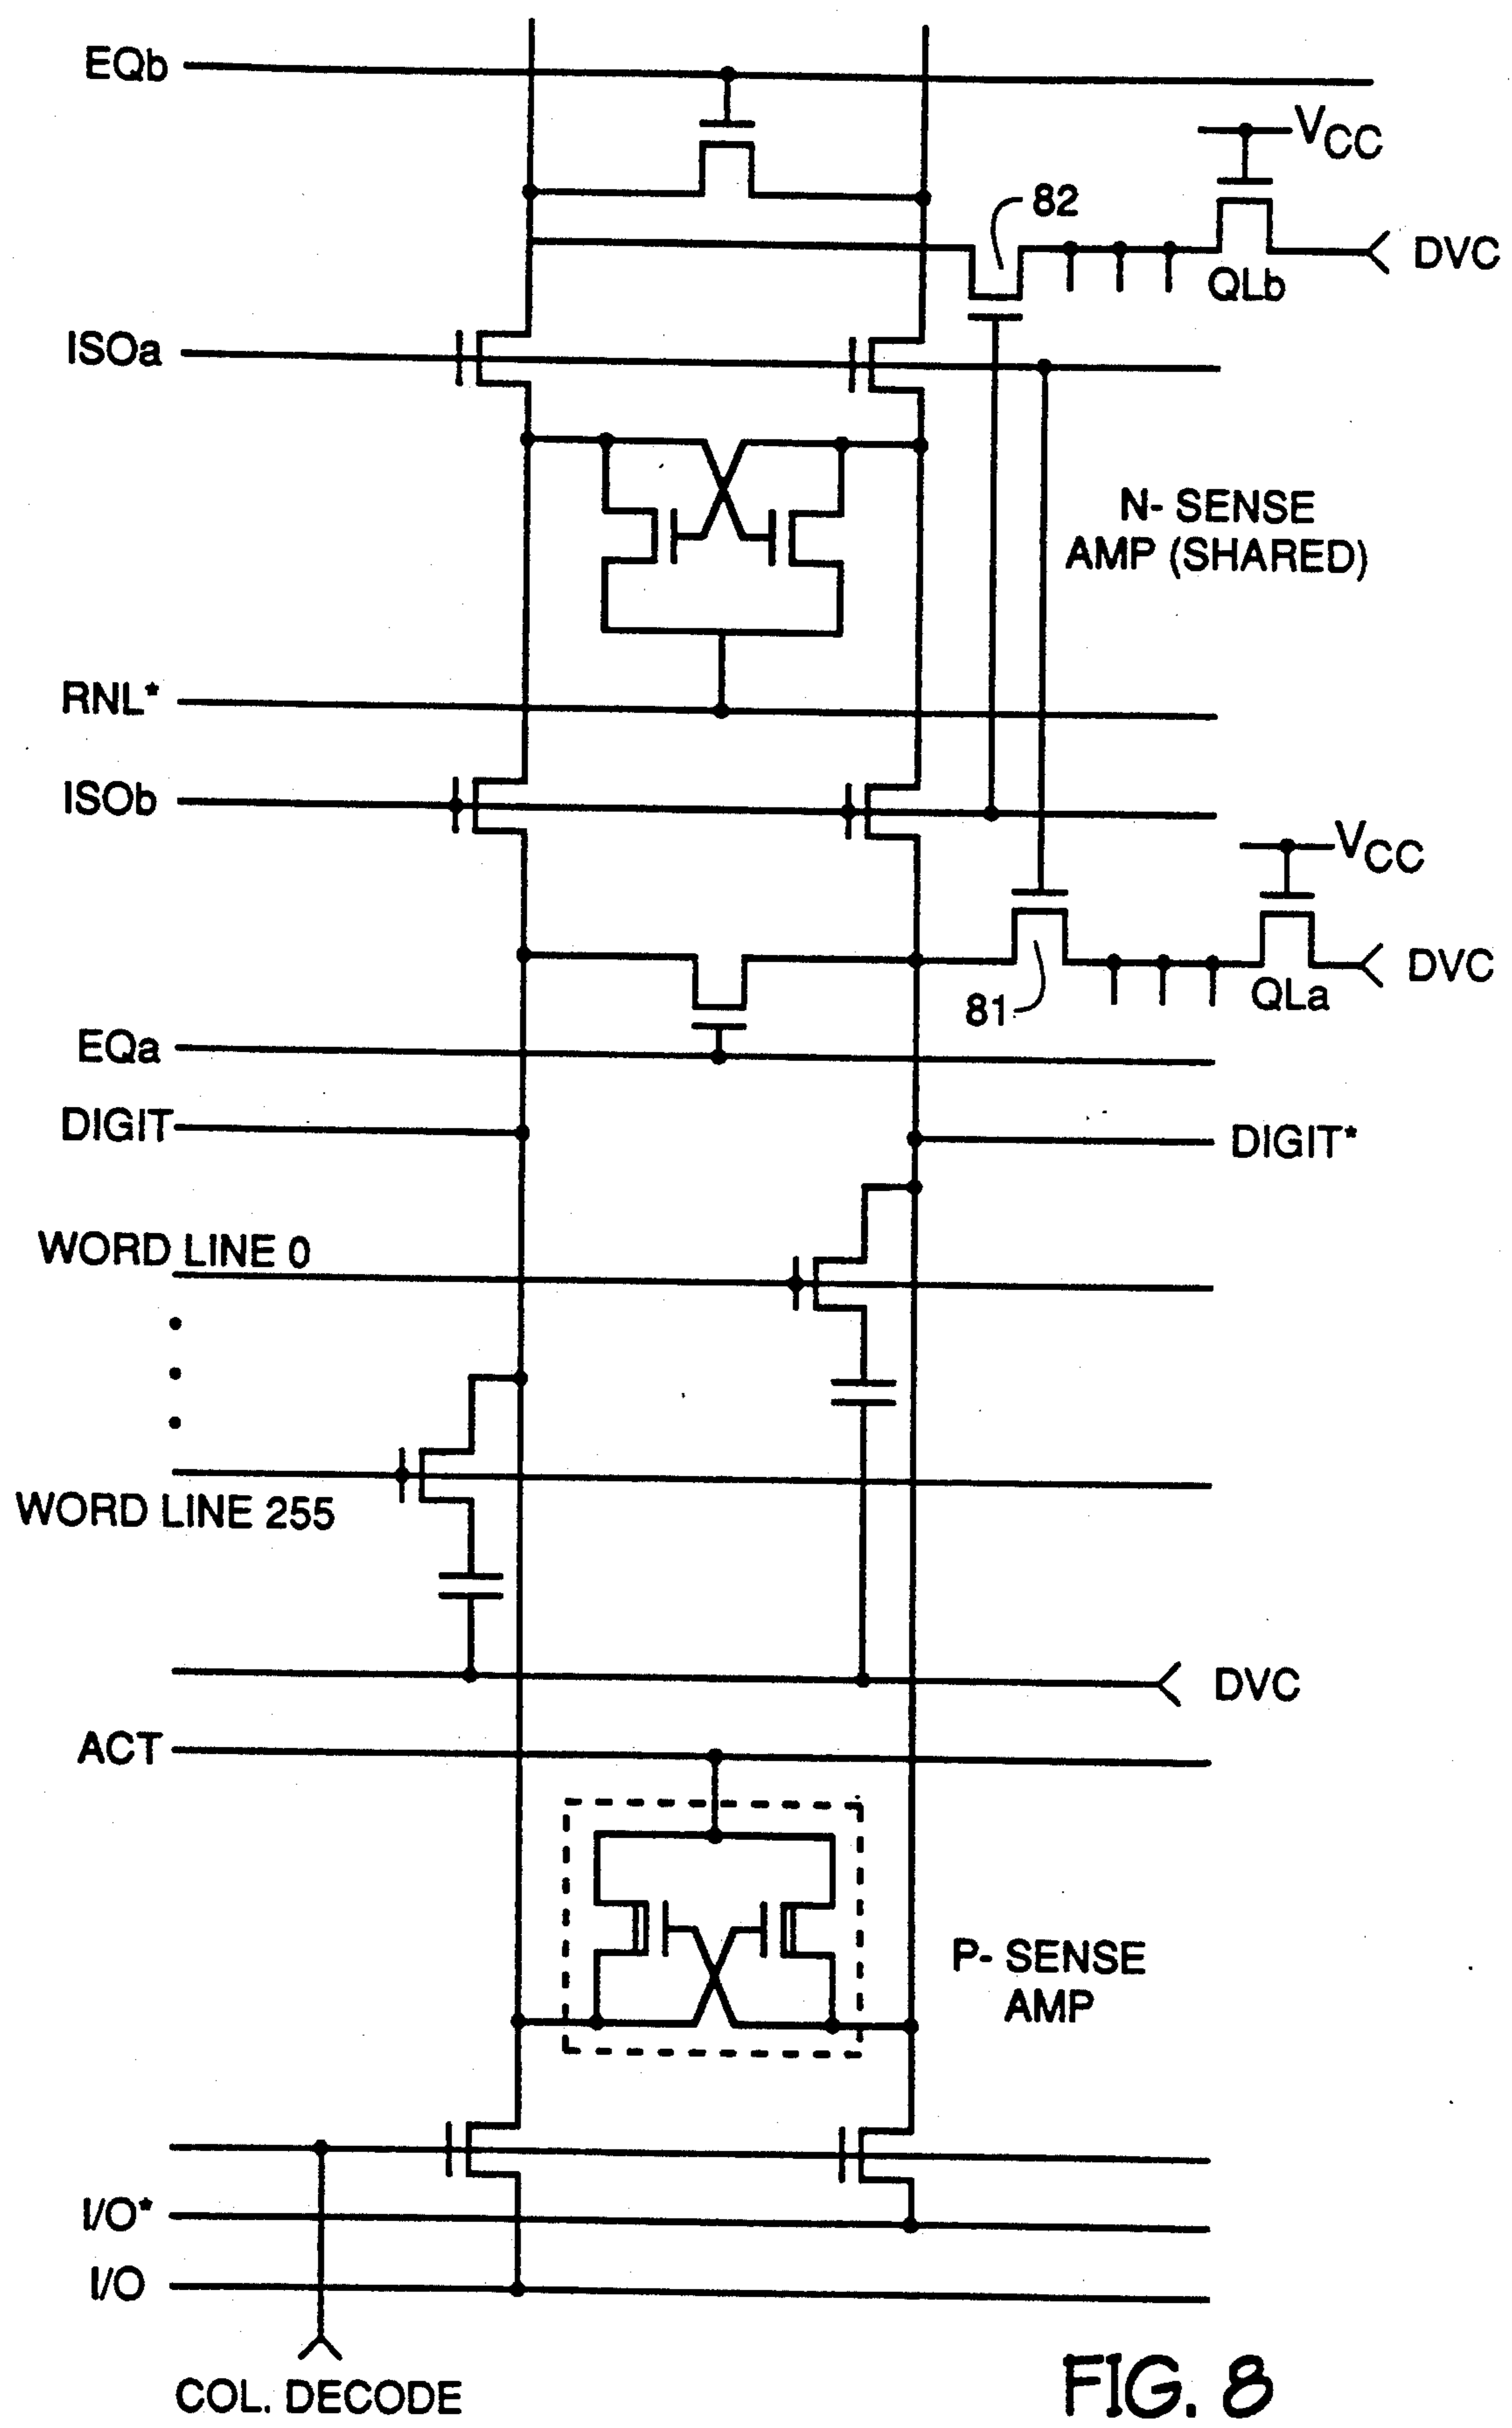 EQb
VCC
82
DVC
QLb
ISOa
N- SENSE
AMP (SHARED)
RNL*
ISOb
VCC
DVC
QLa
81
EQa
DIGIT
DIGIT*
WORD LINE 0
WORD LINE 255
DVC
ACT
P- SENSE
AMP
I/O*
I/O
COL. DECODE
FIG. 8